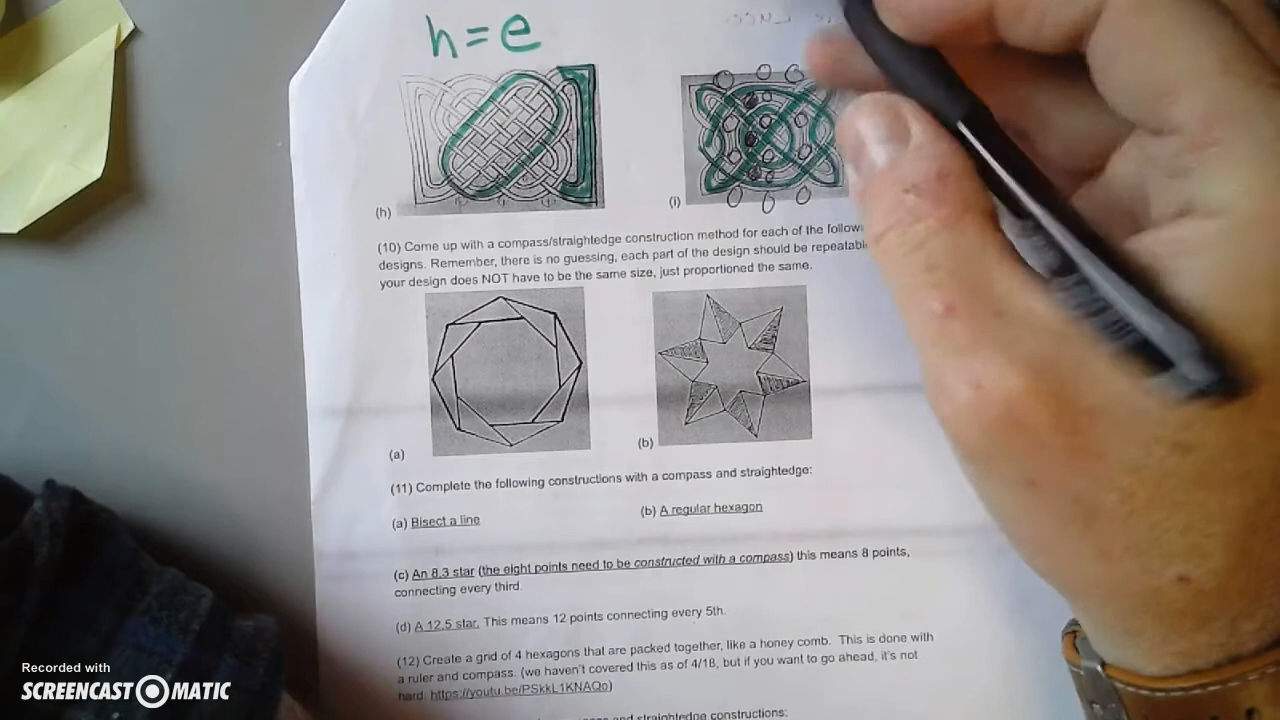 h = e
(h)
(i)
(10) Come up with a compass/straightedge construction method for each of the
designs. Remember, there is no guessing, each part of the design should be
your design does NOT have to be the same size, just proportioned the same.
(a)
(b)
(11) Complete the following constructions with a compass and straightedge:
(a) Bisect a line
(b) A regular hexagon
(c) An 8,3 star (the eight points need to be constructed with a compass) this means 8 points,
connecting every third.
(d) A 12,5 star. This means 12 points connecting every 5th.
(12) Create a grid of 4 hexagons that are packed together, like a honey comb. This is done with
a ruler and compass. (we haven't covered this as of 4/18, but if you want to go ahead, it's not
hard: https://youtu.be/PSkkL1KNAQo)
and straightedge constructions:
Recorded with
SCREENCAST O MATIC